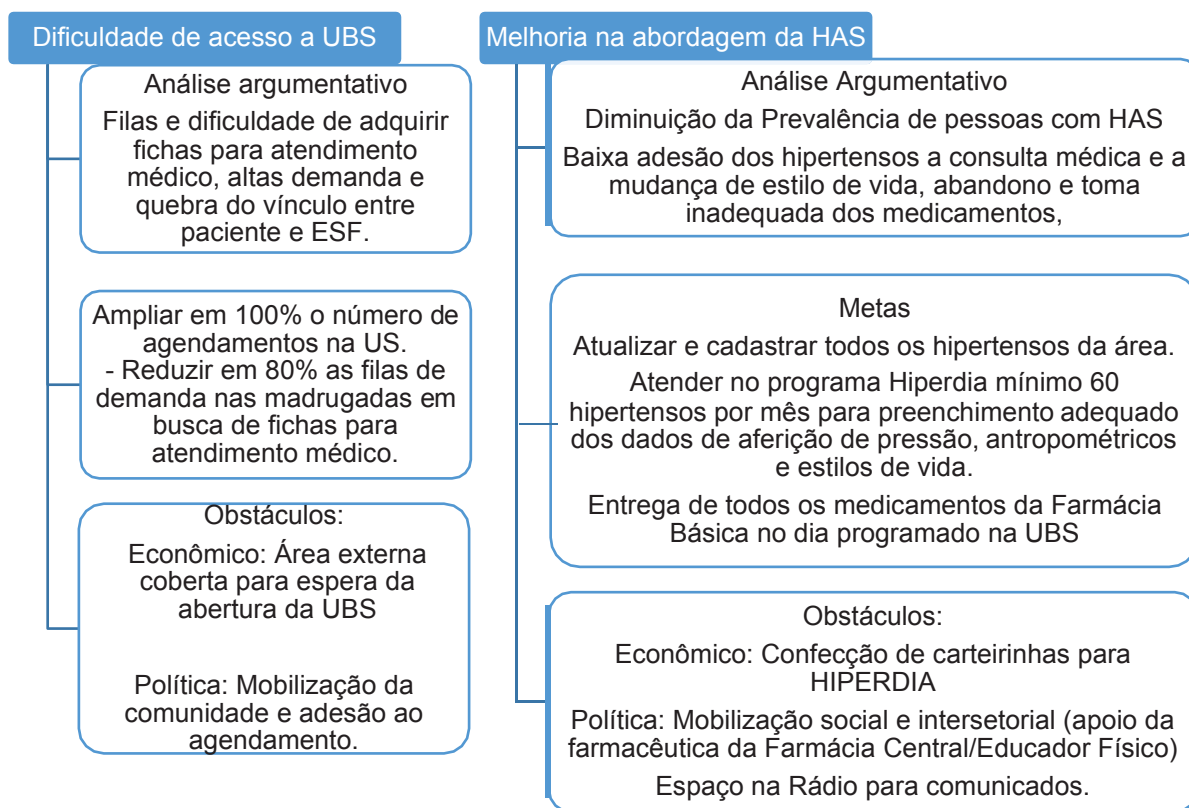 Dificuldade de acesso a UBS
Análise argumentativo
Filas e dificuldade de adquirir
fichas para atendimento
médico, altas demanda e
quebra do vínculo entre
paciente e ESF.
Ampliar em 100% o número de
agendamentos na US.
- Reduzir em 80% as filas de
demanda nas madrugadas em
busca de fichas para
atendimento médico.
Obstáculos:
Econômico: Área externa
coberta para espera da
abertura da UBS
Política: Mobilização da
comunidade e adesão ao
agendamento.
Melhoria na abordagem da HAS
Análise Argumentativo
Diminuição da Prevalência de pessoas com HAS
Baixa adesão dos hipertensos a consulta médica e a
mudança de estilo de vida, abandono e toma
inadequada dos medicamentos,
Metas
Atualizar e cadastrar todos os hipertensos da área.
Atender no programa Hiperdia mínimo 60
hipertensos por mês para preenchimento adequado
dos dados de aferição de pressão, antropométricos
e estilos de vida.
Entrega de todos os medicamentos da Farmácia
Básica no dia programado na UBS
Obstáculos:
Econômico: Confecção de carteirinhas para
HIPERDIA
Política: Mobilização social e intersetorial (apoio da
farmacêutica da Farmácia Central/Educador Físico)
Espaço na Rádio para comunicados.